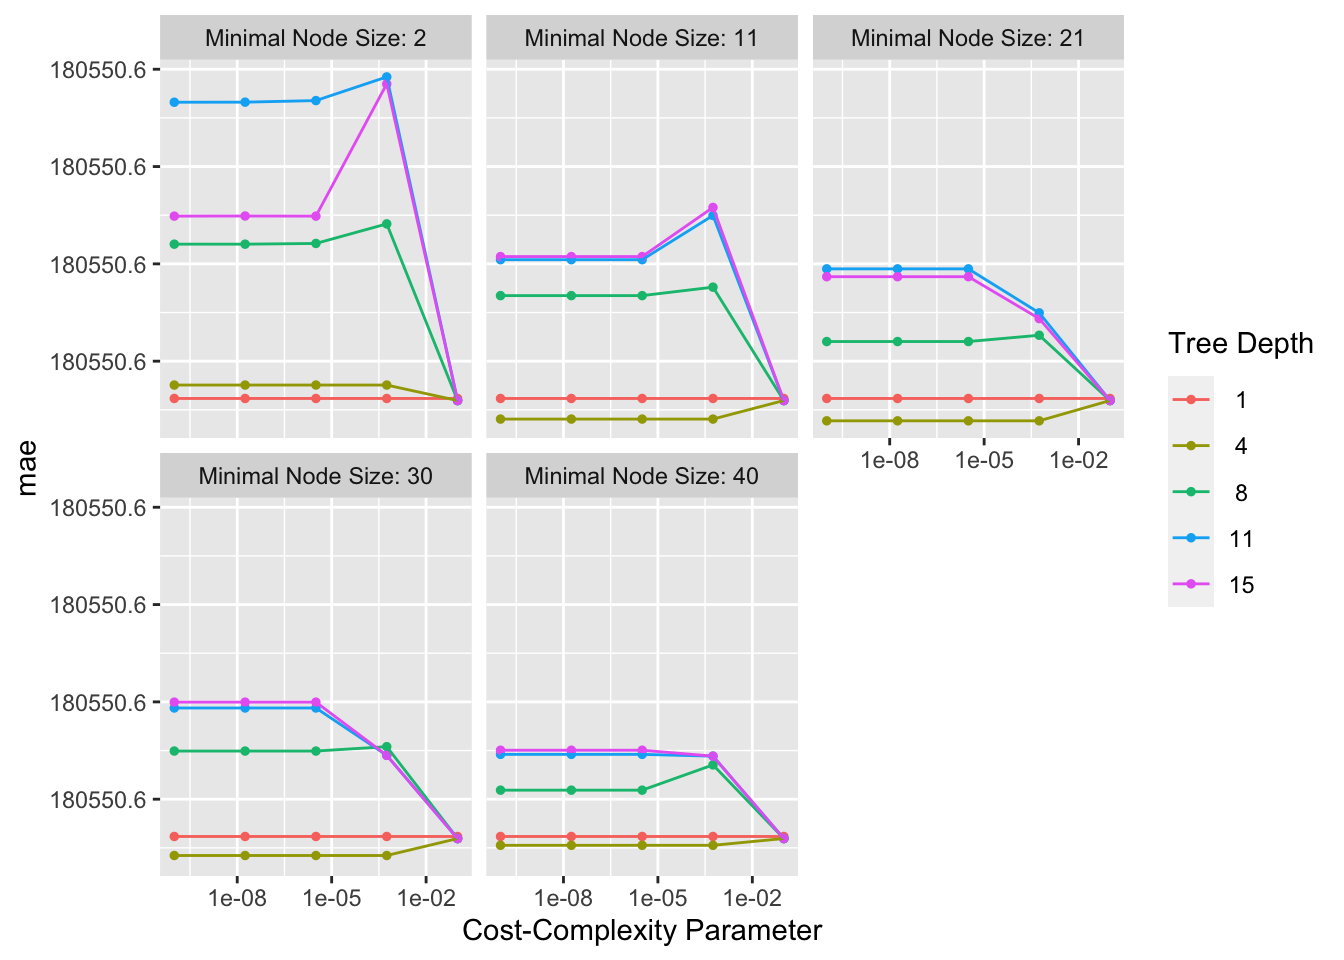 Minimal Node Size: 2
Minimal Node Size: 11
Minimal Node Size: 21
180550.6
180550.6
180550.6
180550.6
1e-08
1e-05
1e-02
Minimal Node Size: 30
Minimal Node Size: 40
180550.6
180550.6
180550.6
180550.6
1e-08
1e-05
1e-02
1e-08
1e-05
1e-02
mae
Cost-Complexity Parameter
Tree Depth
1
4
8
11
15